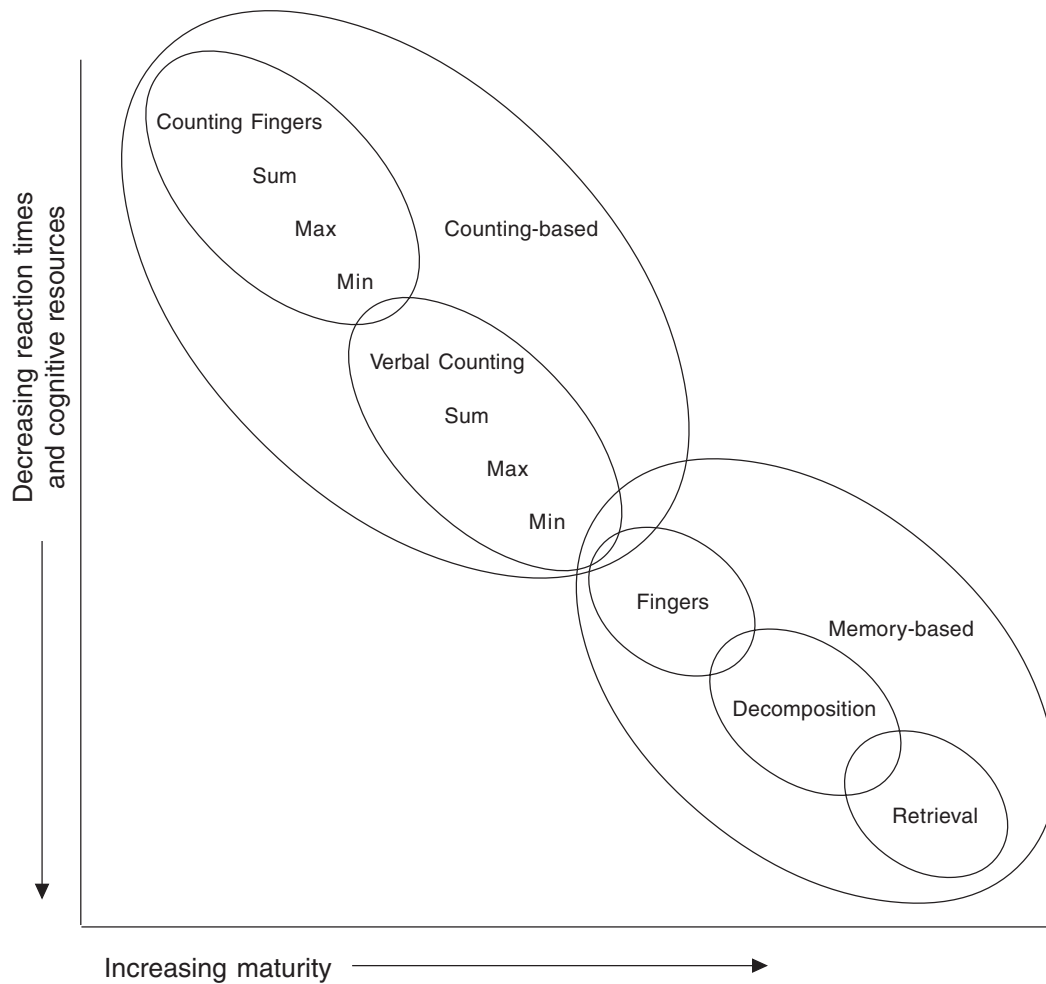 Decreasing reaction times
and cognitive resources
Counting Fingers
Sum
Max
Min
Counting-based
Verbal Counting
Sum
Max
Min
Fingers
Memory-based
Decomposition
Retrieval
Increasing maturity